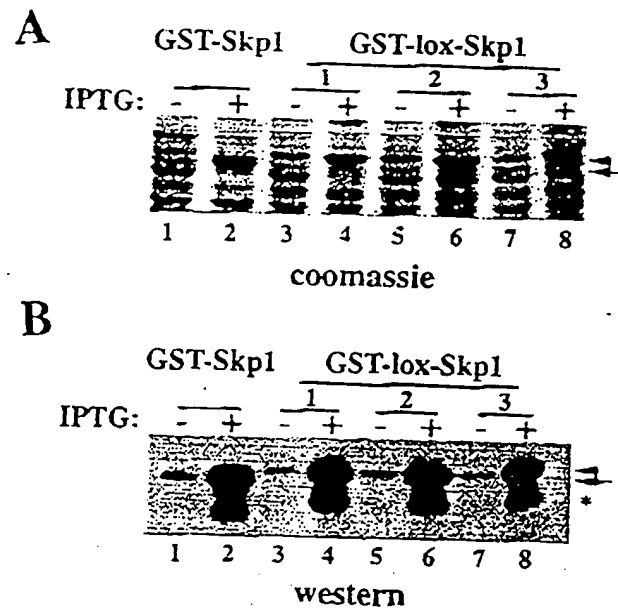 A
GST-Skp1 GST-lox-Skp1
1 2 3
IPTG: - + - + - + - +
1 2 3 4 5 6 7 8
coomassie
B
GST-Skp1 GST-lox-Skp1
1 2 3
IPTG: - + - + - + - +
*
1 2 3 4 5 6 7 8
western